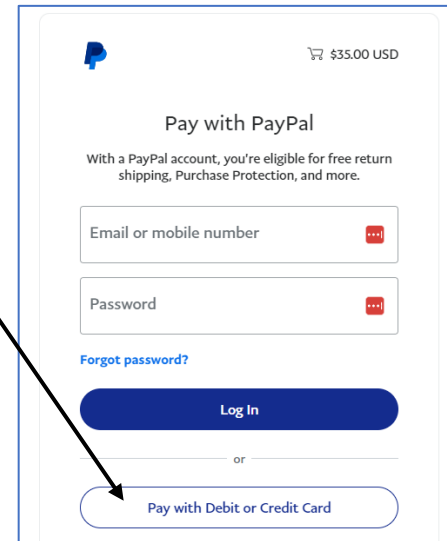 $35.00 USD
Pay with PayPal
With a PayPal account, you're eligible for free return
shipping, Purchase Protection, and more.
Email or mobile number
Password
Forgot password?
Log In
or
Pay with Debit or Credit Card